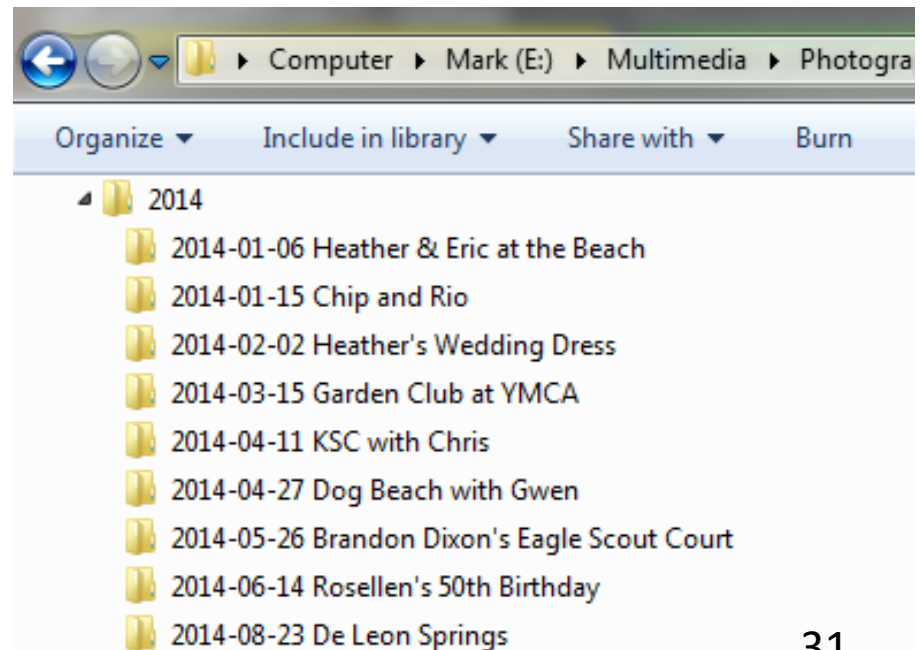 Computer ▸ Mark (E:) ▸ Multimedia ▸ Photogra
Organize Include in library Share with Burn
2014
2014-01-06 Heather & Eric at the Beach
2014-01-15 Chip and Rio
2014-02-02 Heather's Wedding Dress
2014-03-15 Garden Club at YMCA
2014-04-11 KSC with Chris
2014-04-27 Dog Beach with Gwen
2014-05-26 Brandon Dixon's Eagle Scout Court
2014-06-14 Rosellen's 50th Birthday
2014-08-23 De Leon Springs
31